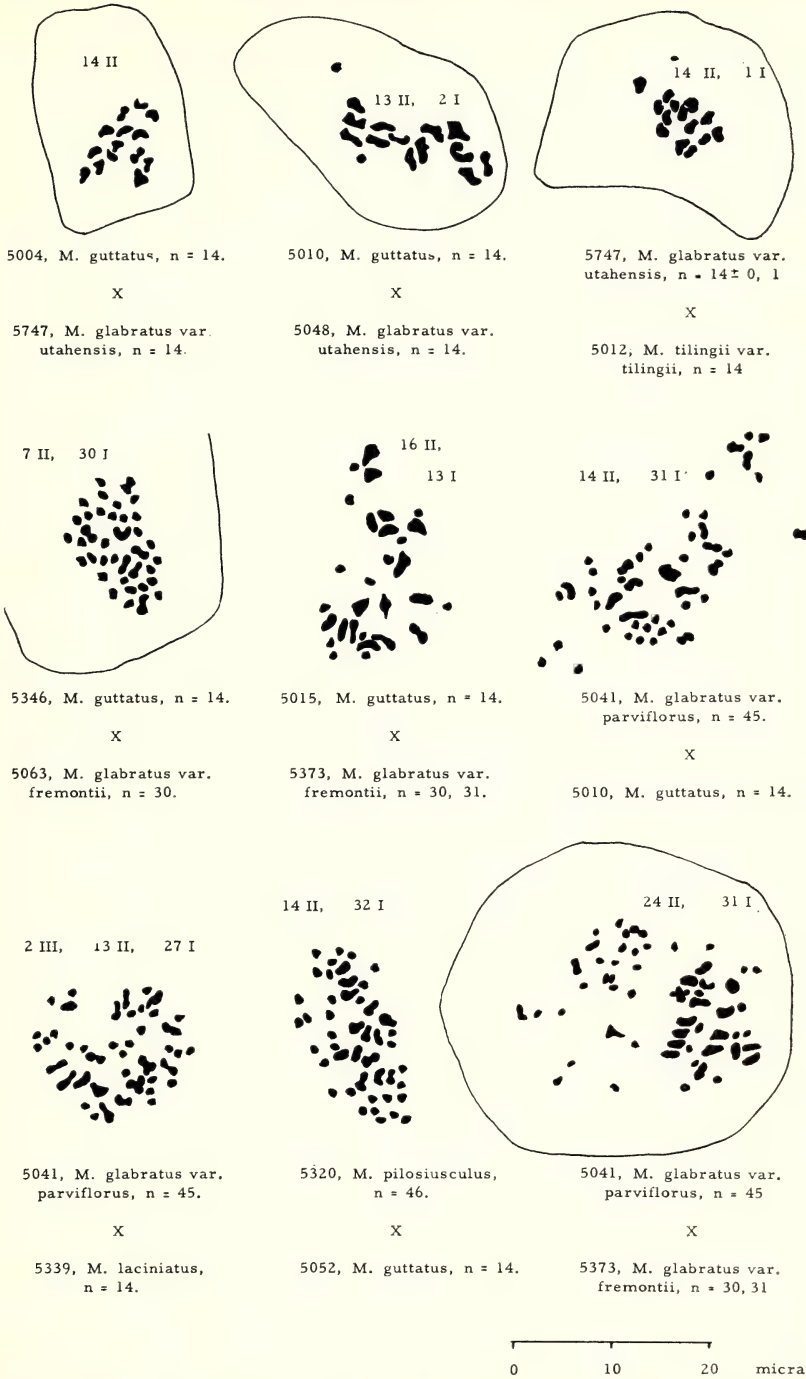 14 II
13 II, 2 I
14 II, 1 I
5004, M. guttatus, n = 14.
X
5747, M. glabratus var.
utahensis, n = 14.
5010, M. guttatus, n = 14.
X
5048, M. glabratus var.
utahensis, n = 14.
5747, M. glabratus var.
utahensis, n = 14± 0, 1
X
5012, M. tilingii var.
tilingii, n = 14
7 II, 30 I
16 II,
13 I
14 II, 31 I
5346, M. guttatus, n = 14.
X
5063, M. glabratus var.
fremontii, n = 30.
5015, M. guttatus, n = 14.
X
5373, M. glabratus var.
fremontii, n = 30, 31.
5041, M. glabratus var.
parviflorus, n = 45.
X
5010, M. guttatus, n = 14.
2 III, 13 II, 27 I
14 II, 32 I
24 II, 31 I
5041, M. glabratus var.
parviflorus, n = 45.
X
5339, M. laciniatus,
n = 14.
5320, M. pilosiusculus,
n = 46.
X
5052, M. guttatus, n = 14.
5041, M. glabratus var.
parviflorus, n = 45
X
5373, M. glabratus var.
fremontii, n = 30, 31
0 10 20 micra